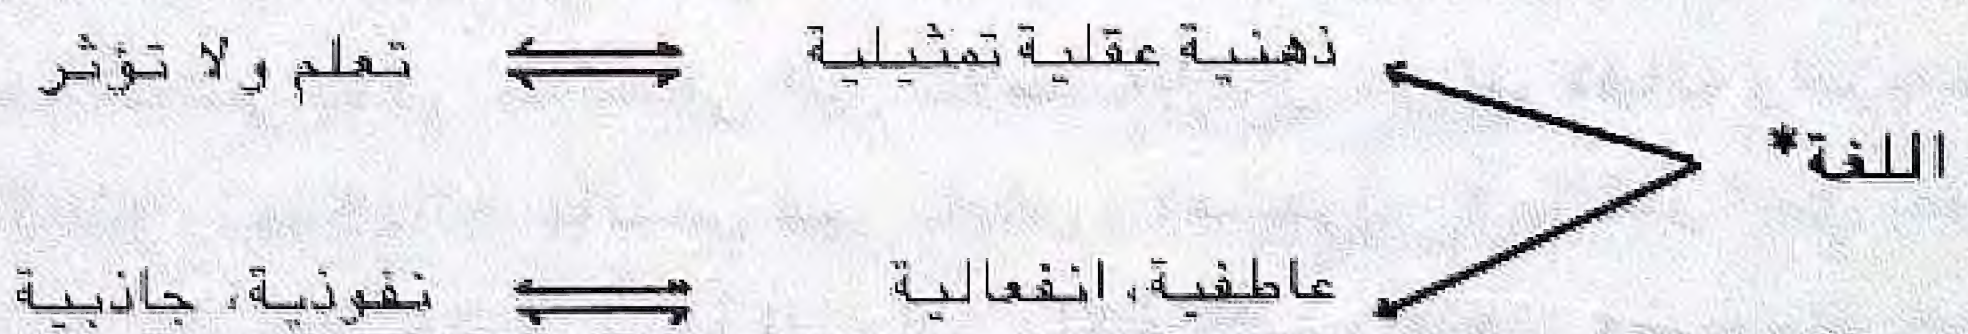 ذهنية عقلية تمثيلية تعلم ولا تؤثر
اللغة*
عاطفية، انفعالية نفوذية، جاذبية